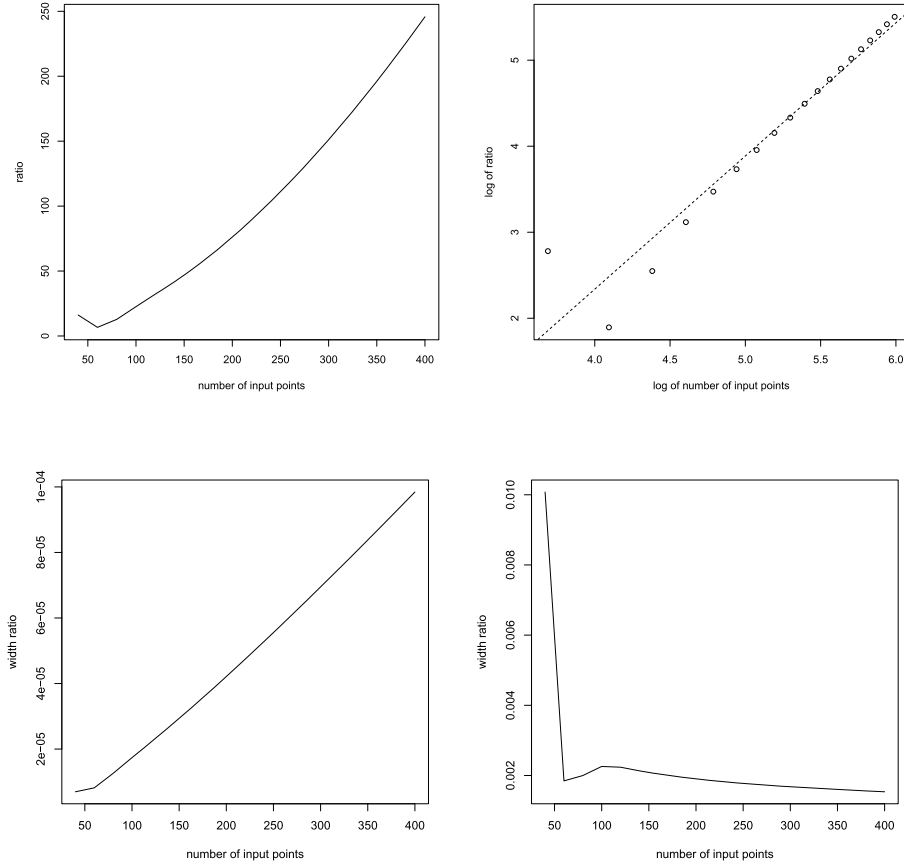 250
200
150
100
50
0
ratio
50 100 150 200 250 300 350 400
number of input points
5
4
3
2
log of ratio
4.0 4.5 5.0 5.5 6.0
log of number of input points
1e−04
8e−05
6e−05
4e−05
2e−05
width ratio
50 100 150 200 250 300 350 400
number of input points
0.010
0.008
0.006
0.004
0.002
width ratio
50 100 150 200 250 300 350 400
number of input points